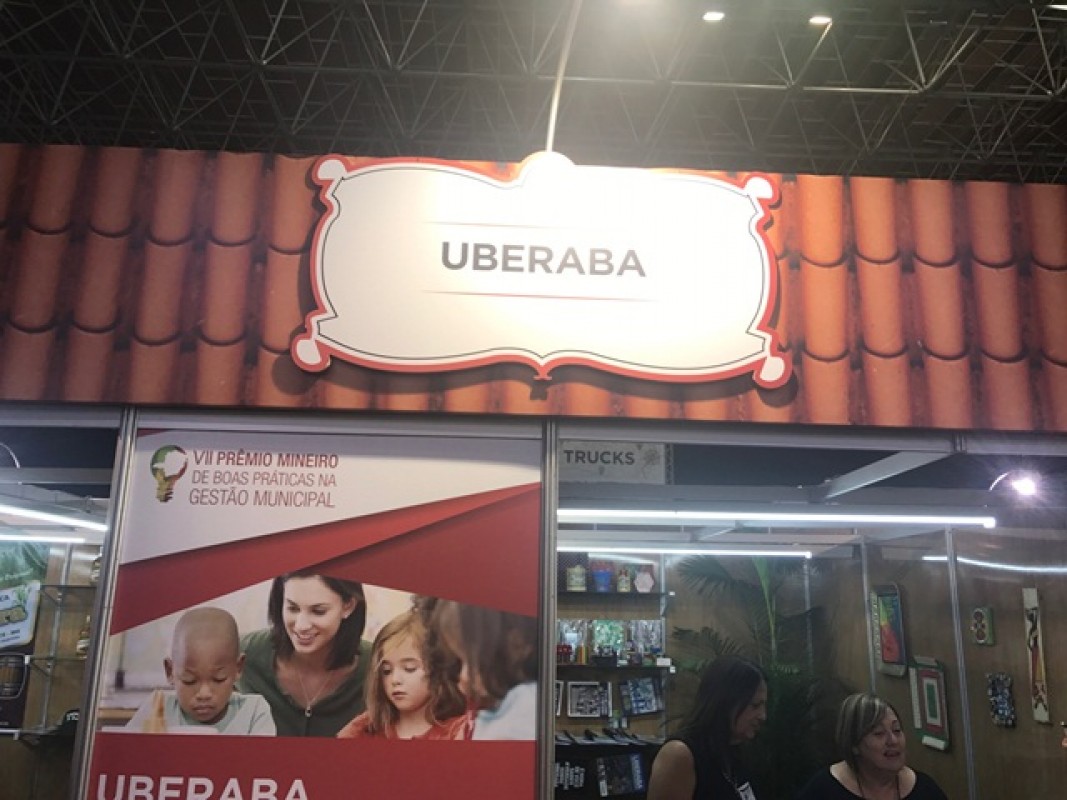 UBERABA
VII PRÊMIO MINEIRO
DE BOAS PRÁTICAS NA
GESTÃO MUNICIPAL
TRUCKS
UBERABA